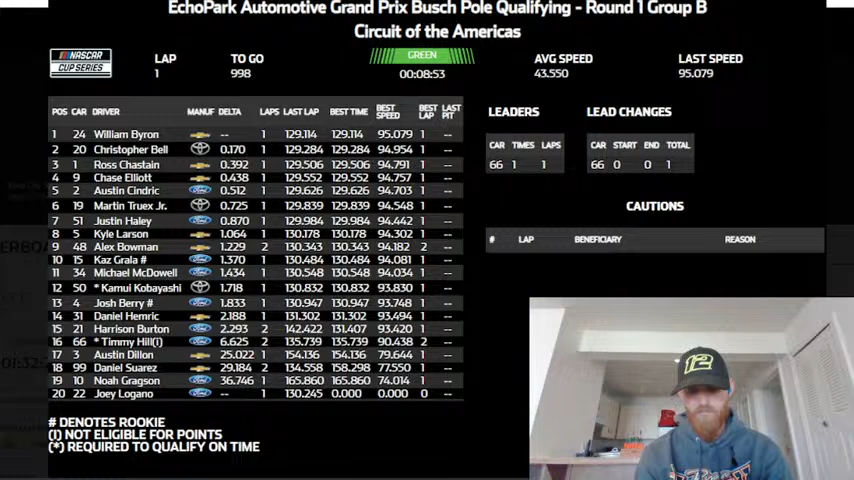 EchoPark Automotive Grand Prix Busch Pole Qualifying - Round 1 Group B
Circuit of the Americas
NASCAR CUP SERIES
LAP TO GO GREEN AVG SPEED LAST SPEED
1 998 00:08:53 43.550 95.079
POS CAR DRIVER MANUF DELTA LAPS LAST LAP BEST TIME BEST SPEED BEST LAP LAST PIT
1 24 William Byron -- 1 129.114 129.114 95.079 1 --
2 20 Christopher Bell 0.170 1 129.284 129.284 94.954 1 --
3 1 Ross Chastain 0.392 1 129.506 129.506 94.791 1 --
4 9 Chase Elliott 0.438 1 129.552 129.552 94.757 1 --
5 2 Austin Cindric 0.512 1 129.626 129.626 94.703 1 --
6 19 Martin Truex Jr. 0.725 1 129.839 129.839 94.548 1 --
7 51 Justin Haley 0.870 1 129.984 129.984 94.442 1 --
8 5 Kyle Larson 1.064 1 130.178 130.178 94.302 1 --
9 48 Alex Bowman 1.229 2 130.343 130.343 94.182 2 --
10 15 Kaz Grala # 1.370 1 130.484 130.484 94.081 1 --
11 34 Michael McDowell 1.434 1 130.548 130.548 94.034 1 --
12 50 * Kamui Kobayashi 1.718 1 130.832 130.832 93.830 1 --
13 4 Josh Berry # 1.833 1 130.947 130.947 93.748 1 --
14 31 Daniel Hemric 2.188 1 131.302 131.302 93.494 1 --
15 21 Harrison Burton 2.293 2 142.422 131.407 93.420 1 --
16 66 * Timmy Hill(i) 6.625 2 135.739 135.739 90.438 2 --
17 3 Austin Dillon 25.022 1 154.136 154.136 79.644 1 --
18 99 Daniel Suarez 29.184 2 134.558 158.298 77.550 1 --
19 10 Noah Gragson 36.746 1 165.860 165.860 74.014 1 --
20 22 Joey Logano -- 1 130.245 0.000 0.000 0 --
# DENOTES ROOKIE
(i) NOT ELIGIBLE FOR POINTS
(*) REQUIRED TO QUALIFY ON TIME
LEADERS LEAD CHANGES
CAR TIMES LAPS CAR START END TOTAL
66 1 1 66 0 0 1
CAUTIONS
# LAP BENEFICIARY REASON
12